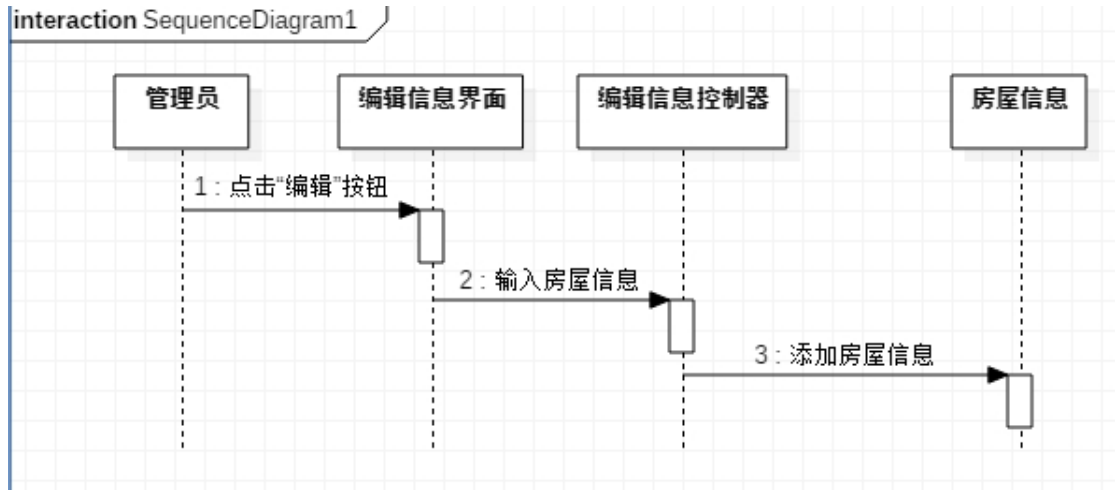 interaction SequenceDiagram1
管理员
编辑信息界面
编辑信息控制器
房屋信息
1 : 点击“编辑”按钮
2 : 输入房屋信息
3 : 添加房屋信息